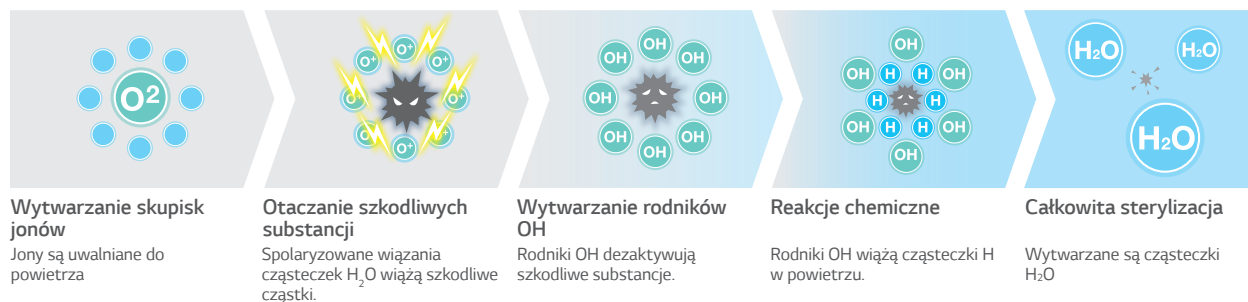 O²
O⁺ O⁺ O⁺ O⁺ O⁺ O⁺ O⁺ O⁺
OH OH OH OH OH OH OH OH
OH OH OH OH OH OH
H H H H H H
H₂O H₂O
H₂O
Wytwarzanie skupisk
jonów
Jony są uwalniane do
powietrza
Otaczanie szkodliwych
substancji
Spolaryzowane wiązania
cząsteczek H₂O wiążą szkodliwe
cząstki.
Wytwarzanie rodników
OH
Rodniki OH dezaktywują
szkodliwe substancje.
Reakcje chemiczne
Rodniki OH wiążą cząsteczki H
w powietrzu.
Całkowita sterylizacja
Wytwarzane są cząsteczki
H₂O